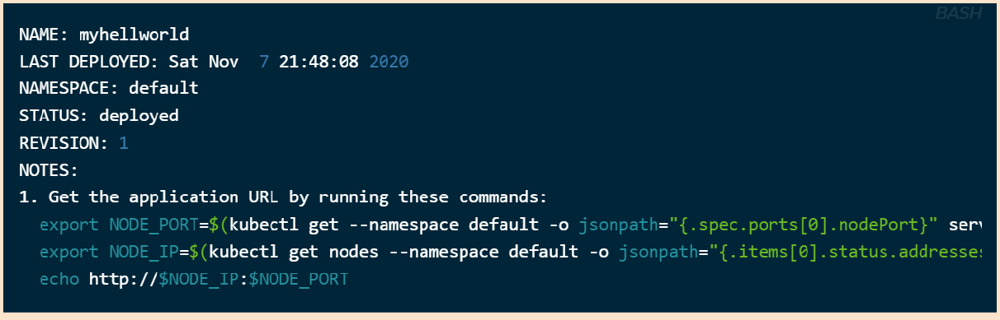 BASH
NAME: myhellworld
LAST DEPLOYED: Sat Nov  7 21:48:08 2020
NAMESPACE: default
STATUS: deployed
REVISION: 1
NOTES:
1. Get the application URL by running these commands:
  export NODE_PORT=$(kubectl get --namespace default -o jsonpath="{.spec.ports[0].nodePort}" serv
  export NODE_IP=$(kubectl get nodes --namespace default -o jsonpath="{.items[0].status.addresses
  echo http://$NODE_IP:$NODE_PORT